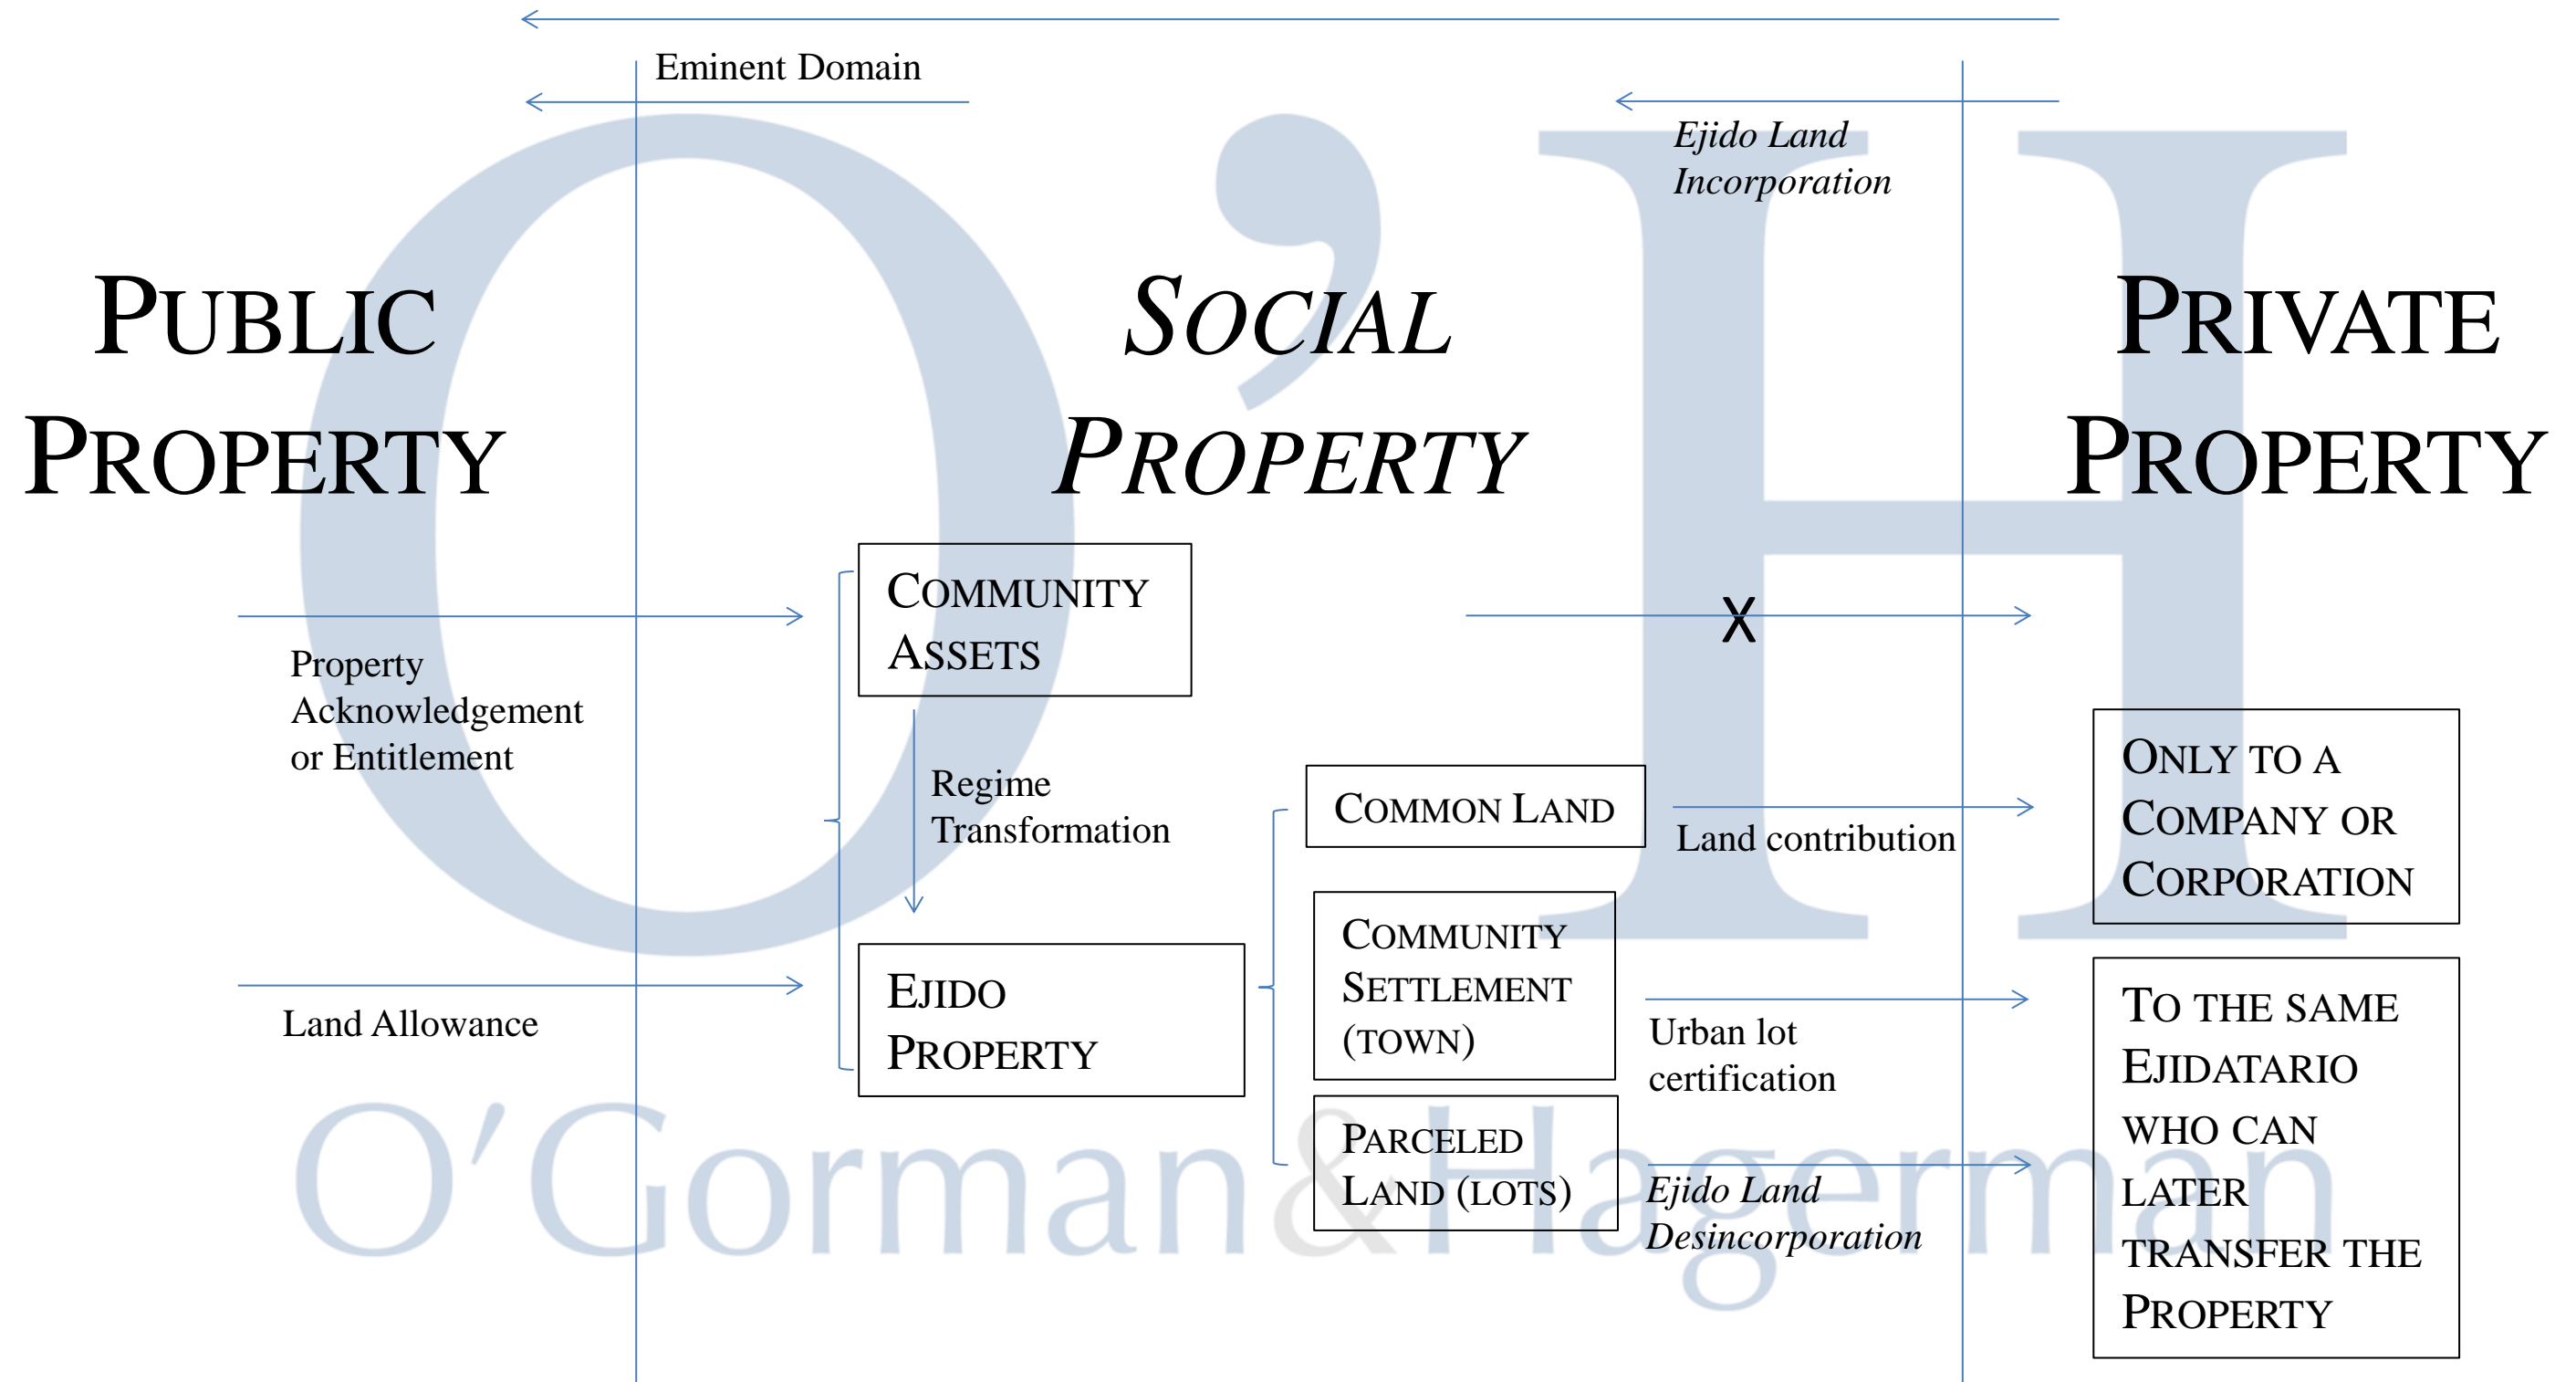 Eminent Domain
Ejido Land
Incorporation
PUBLIC
PROPERTY
SOCIAL
PROPERTY
PRIVATE
PROPERTY
COMMUNITY
ASSETS
X
Property
Acknowledgement
or Entitlement
Regime
Transformation
COMMON LAND
Land contribution
ONLY TO A
COMPANY OR
CORPORATION
Land Allowance
EJIDO
PROPERTY
COMMUNITY
SETTLEMENT
(TOWN)
Urban lot
certification
PARCELED
LAND (LOTS)
Ejido Land
Desincorporation
TO THE SAME
EJIDATARIO
WHO CAN
LATER
TRANSFER THE
PROPERTY
O'H
O'Gorman&Hagerman